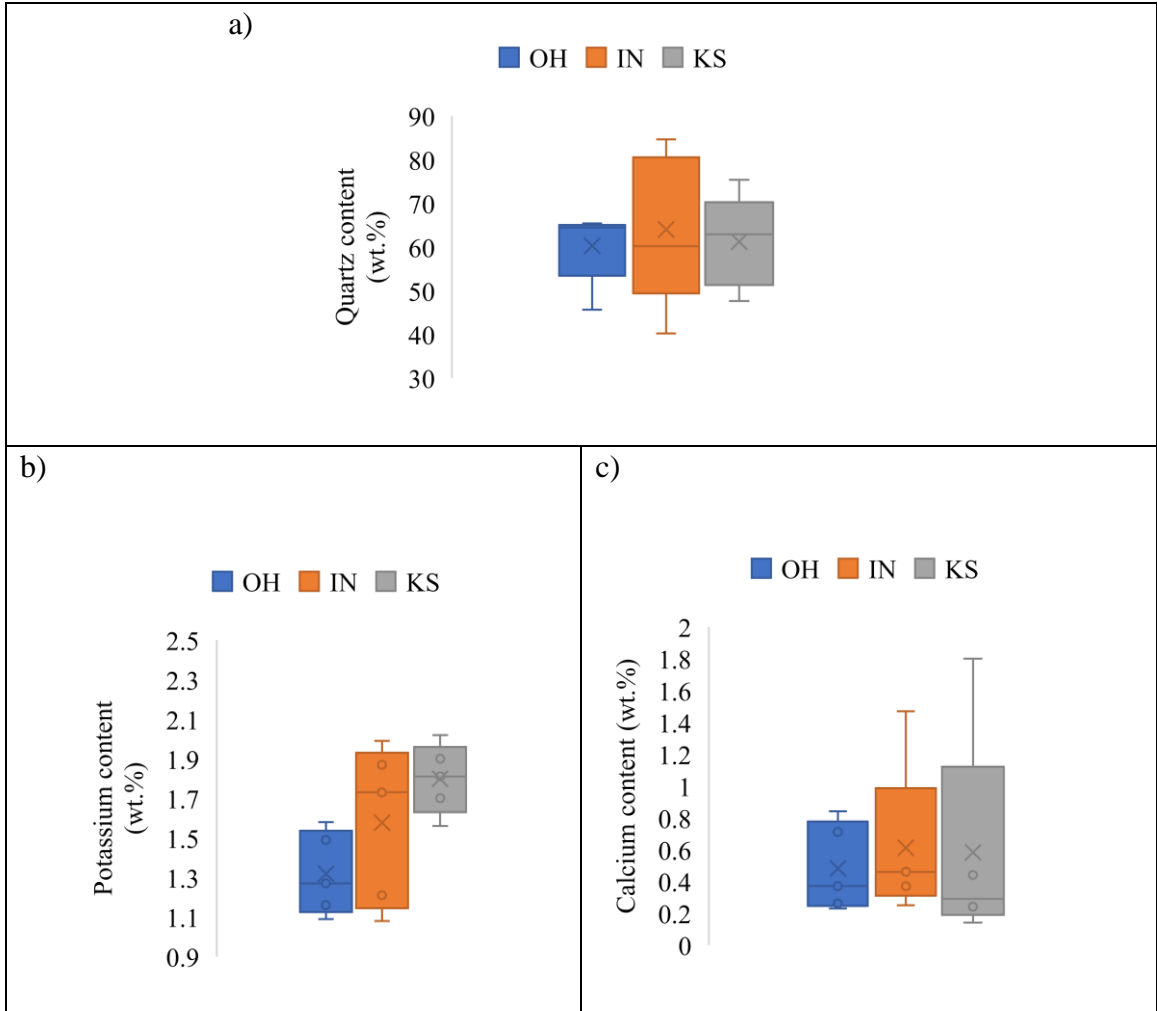 a)
OH IN KS
Quartz content
(wt.%)
90
80
70
60
50
40
30
b)
OH IN KS
Potassium content
(wt.%)
2.5
2.3
2.1
1.9
1.7
1.5
1.3
1.1
0.9
c)
OH IN KS
Calcium content (wt.%)
2
1.8
1.6
1.4
1.2
1
0.8
0.6
0.4
0.2
0